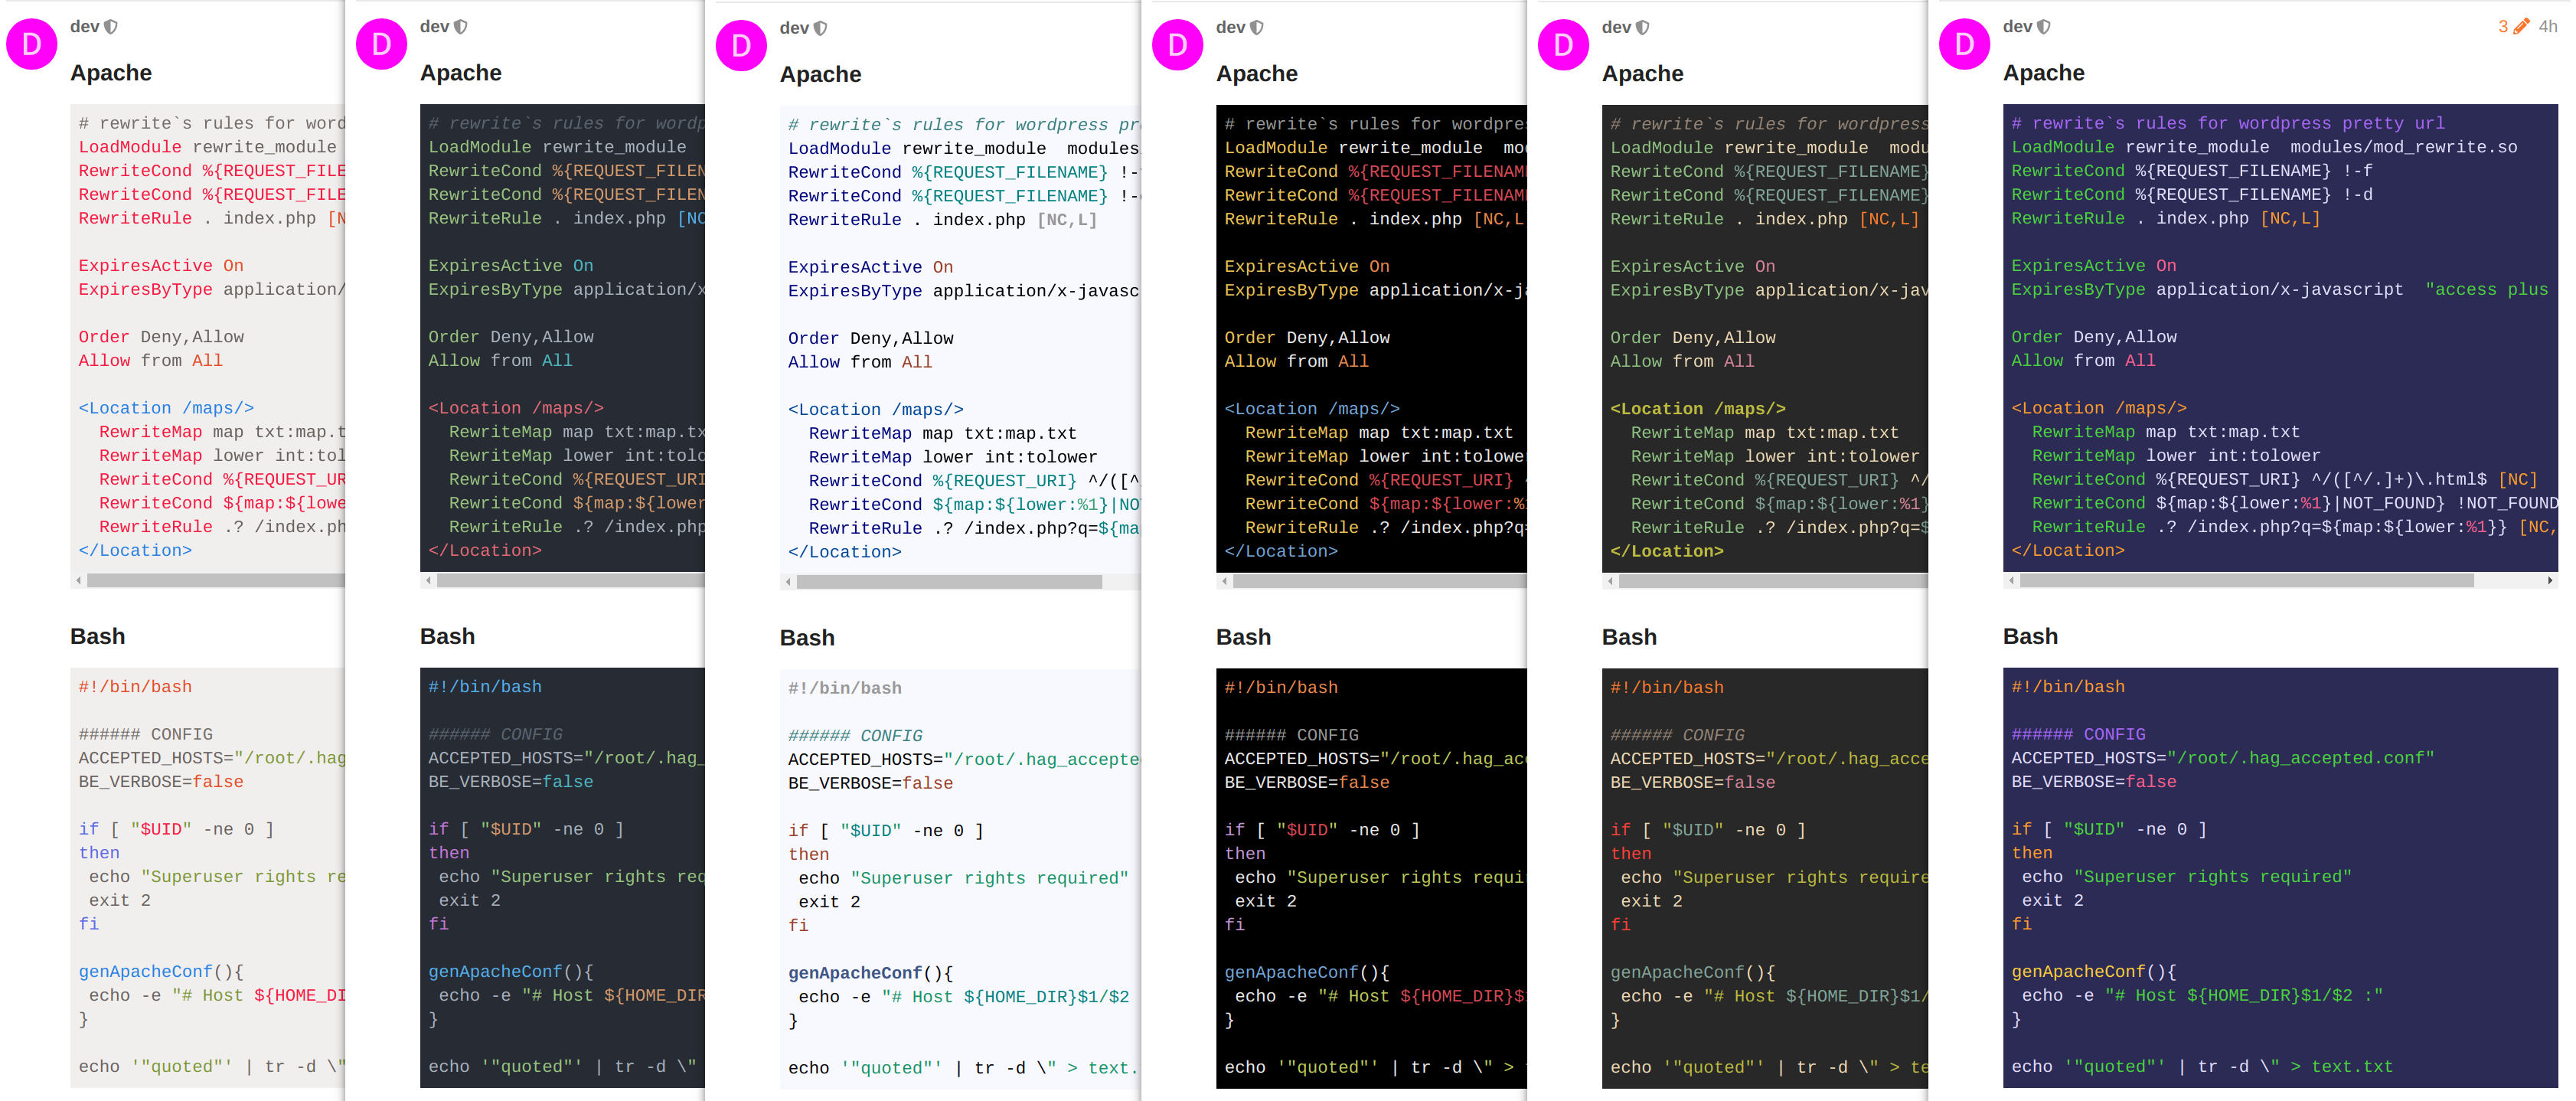 D dev
Apache
# rewrite`s rules for word
LoadModule rewrite_module
RewriteCond %{REQUEST_FILE
RewriteCond %{REQUEST_FILE
RewriteRule . index.php [N
ExpiresActive On
ExpiresByType application/
Order Deny,Allow
Allow from All
<Location /maps/>
RewriteMap map txt:map.t
RewriteMap lower int:tol
RewriteCond %{REQUEST_UR
RewriteCond ${map:${lowe
RewriteRule .? /index.ph
</Location>
Bash
#!/bin/bash
###### CONFIG
ACCEPTED_HOSTS="/root/.hag
BE_VERBOSE=false
if [ "$UID" -ne 0 ]
then
echo "Superuser rights re
exit 2
fi
genApacheConf(){
echo -e "# Host ${HOME_DI
}
echo '"quoted"' | tr -d \"
D dev
Apache
# rewrite`s rules for wordp
LoadModule rewrite_module
RewriteCond %{REQUEST_FILEN
RewriteCond %{REQUEST_FILEN
RewriteRule . index.php [NC
ExpiresActive On
ExpiresByType application/x
Order Deny,Allow
Allow from All
<Location /maps/>
RewriteMap map txt:map.tx
RewriteMap lower int:tolo
RewriteCond %{REQUEST_URI
RewriteCond ${map:${lower
RewriteRule .? /index.php
</Location>
Bash
#!/bin/bash
###### CONFIG
ACCEPTED_HOSTS="/root/.hag_
BE_VERBOSE=false
if [ "$UID" -ne 0 ]
then
echo "Superuser rights req
exit 2
fi
genApacheConf(){
echo -e "# Host ${HOME_DIR
}
echo '"quoted"' | tr -d \"
D dev
Apache
# rewrite`s rules for wordpress pr
LoadModule rewrite_module  modules
RewriteCond %{REQUEST_FILENAME} !-
RewriteCond %{REQUEST_FILENAME} !-
RewriteRule . index.php [NC,L]
ExpiresActive On
ExpiresByType application/x-javasc
Order Deny,Allow
Allow from All
<Location /maps/>
RewriteMap map txt:map.txt
RewriteMap lower int:tolower
RewriteCond %{REQUEST_URI} ^/([^
RewriteCond ${map:${lower:%1}|NO
RewriteRule .? /index.php?q=${ma
</Location>
Bash
#!/bin/bash
###### CONFIG
ACCEPTED_HOSTS="/root/.hag_accepte
BE_VERBOSE=false
if [ "$UID" -ne 0 ]
then
echo "Superuser rights required"
exit 2
fi
genApacheConf(){
echo -e "# Host ${HOME_DIR}$1/$2
}
echo '"quoted"' | tr -d \" > text.
D dev
Apache
# rewrite`s rules for wordpres
LoadModule rewrite_module  mo
RewriteCond %{REQUEST_FILENAM
RewriteCond %{REQUEST_FILENAM
RewriteRule . index.php [NC,L
ExpiresActive On
ExpiresByType application/x-ja
Order Deny,Allow
Allow from All
<Location /maps/>
RewriteMap map txt:map.txt
RewriteMap lower int:tolower
RewriteCond %{REQUEST_URI} ^
RewriteCond ${map:${lower:%
RewriteRule .? /index.php?q=
</Location>
Bash
#!/bin/bash
###### CONFIG
ACCEPTED_HOSTS="/root/.hag_acc
BE_VERBOSE=false
if [ "$UID" -ne 0 ]
then
echo "Superuser rights requir
exit 2
fi
genApacheConf(){
echo -e "# Host ${HOME_DIR}$
}
echo '"quoted"' | tr -d \" >
D dev
Apache
# rewrite`s rules for wordpress
LoadModule rewrite_module  modu
RewriteCond %{REQUEST_FILENAME}
RewriteCond %{REQUEST_FILENAME}
RewriteRule . index.php [NC,L]
ExpiresActive On
ExpiresByType application/x-jav
Order Deny,Allow
Allow from All
<Location /maps/>
RewriteMap map txt:map.txt
RewriteMap lower int:tolower
RewriteCond %{REQUEST_URI} ^/
RewriteCond ${map:${lower:%1}
RewriteRule .? /index.php?q=$
</Location>
Bash
#!/bin/bash
###### CONFIG
ACCEPTED_HOSTS="/root/.hag_acce
BE_VERBOSE=false
if [ "$UID" -ne 0 ]
then
echo "Superuser rights require
exit 2
fi
genApacheConf(){
echo -e "# Host ${HOME_DIR}$1/
}
echo '"quoted"' | tr -d \" > te
D dev 3 4h
Apache
# rewrite`s rules for wordpress pretty url
LoadModule rewrite_module  modules/mod_rewrite.so
RewriteCond %{REQUEST_FILENAME} !-f
RewriteCond %{REQUEST_FILENAME} !-d
RewriteRule . index.php [NC,L]
ExpiresActive On
ExpiresByType application/x-javascript  "access plus
Order Deny,Allow
Allow from All
<Location /maps/>
RewriteMap map txt:map.txt
RewriteMap lower int:tolower
RewriteCond %{REQUEST_URI} ^/([^/.]+)\.html$ [NC]
RewriteCond ${map:${lower:%1}|NOT_FOUND} !NOT_FOUND
RewriteRule .? /index.php?q=${map:${lower:%1}} [NC,
</Location>
Bash
#!/bin/bash
###### CONFIG
ACCEPTED_HOSTS="/root/.hag_accepted.conf"
BE_VERBOSE=false
if [ "$UID" -ne 0 ]
then
echo "Superuser rights required"
exit 2
fi
genApacheConf(){
echo -e "# Host ${HOME_DIR}$1/$2 :"
}
echo '"quoted"' | tr -d \" > text.txt